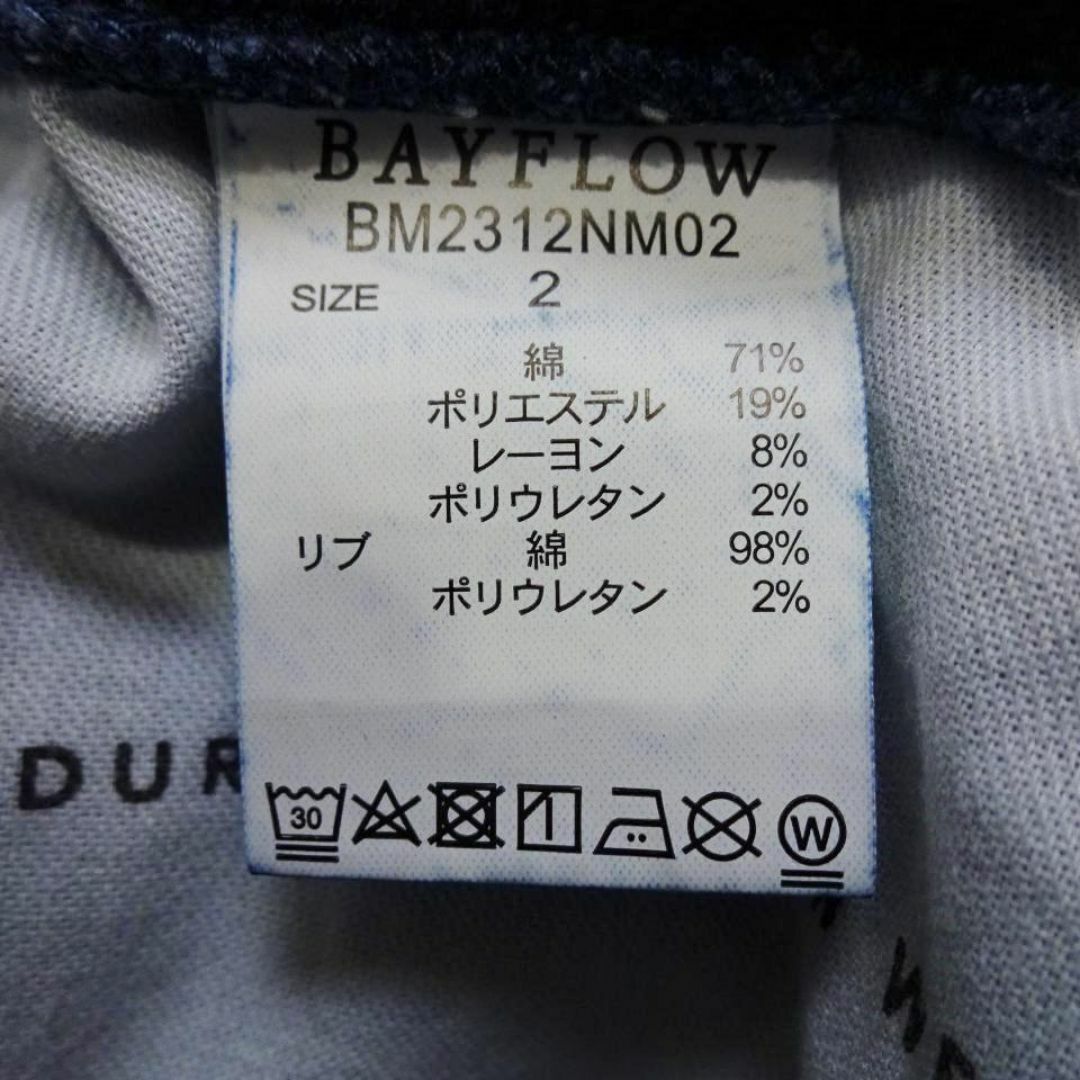 BAYFLOW
BM2312NM02
SIZE 2
綿 71%
ポリエステル 19%
レーヨン 8%
ポリウレタン 2%
リブ 綿 98%
ポリウレタン 2%
DUR
30
W